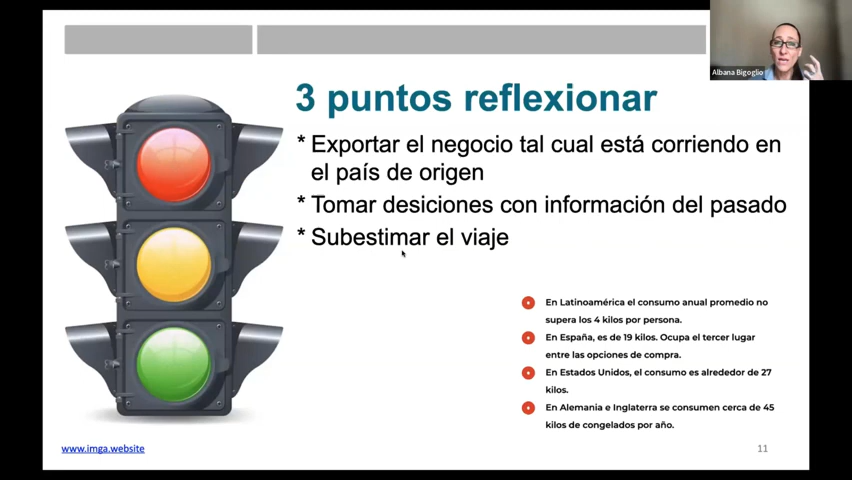 Albana Bigoglio
3 puntos reflexionar
* Exportar el negocio tal cual está corriendo en
el país de origen
* Tomar desiciones con información del pasado
* Subestimar el viaje
En Latinoamérica el consumo anual promedio no
supera los 4 kilos por persona.
En España, es de 19 kilos. Ocupa el tercer lugar
entre las opciones de compra.
En Estados Unidos, el consumo es alrededor de 27
kilos.
En Alemania e Inglaterra se consumen cerca de 45
kilos de congelados por año.
www.imga.website
11